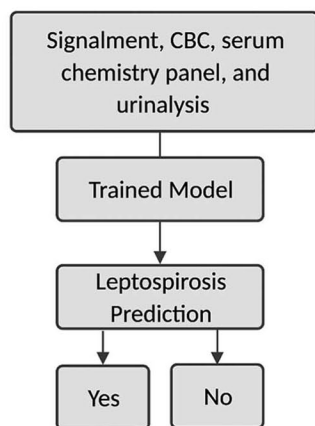 Signalment, CBC, serum
chemistry panel, and
urinalysis
Trained Model
Leptospirosis
Prediction
Yes
No